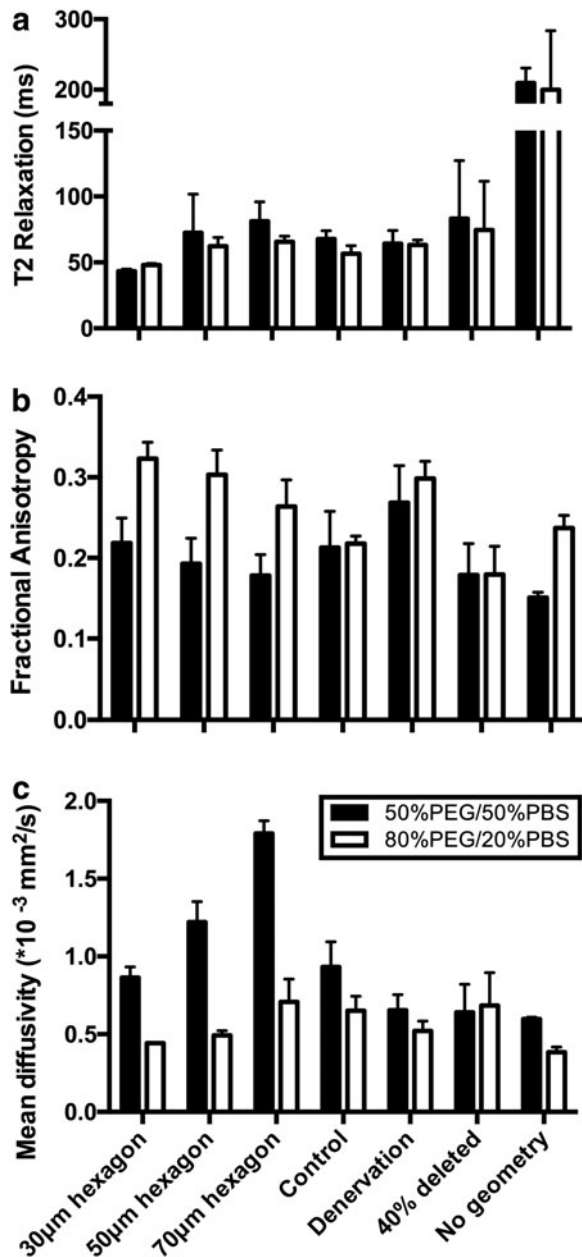 a
T2 Relaxation (ms)
300
200
150
100
50
0
b
Fractional Anisotropy
0.4
0.3
0.2
0.1
0.0
c
Mean diffusivity (*10 -3 mm2/s)
2.0
1.5
1.0
0.5
0.0
50%PEG/50%PBS
80%PEG/20%PBS
30µm hexagon
50µm hexagon
70µm hexagon
Control
Denervation
40% deleted
No geometry